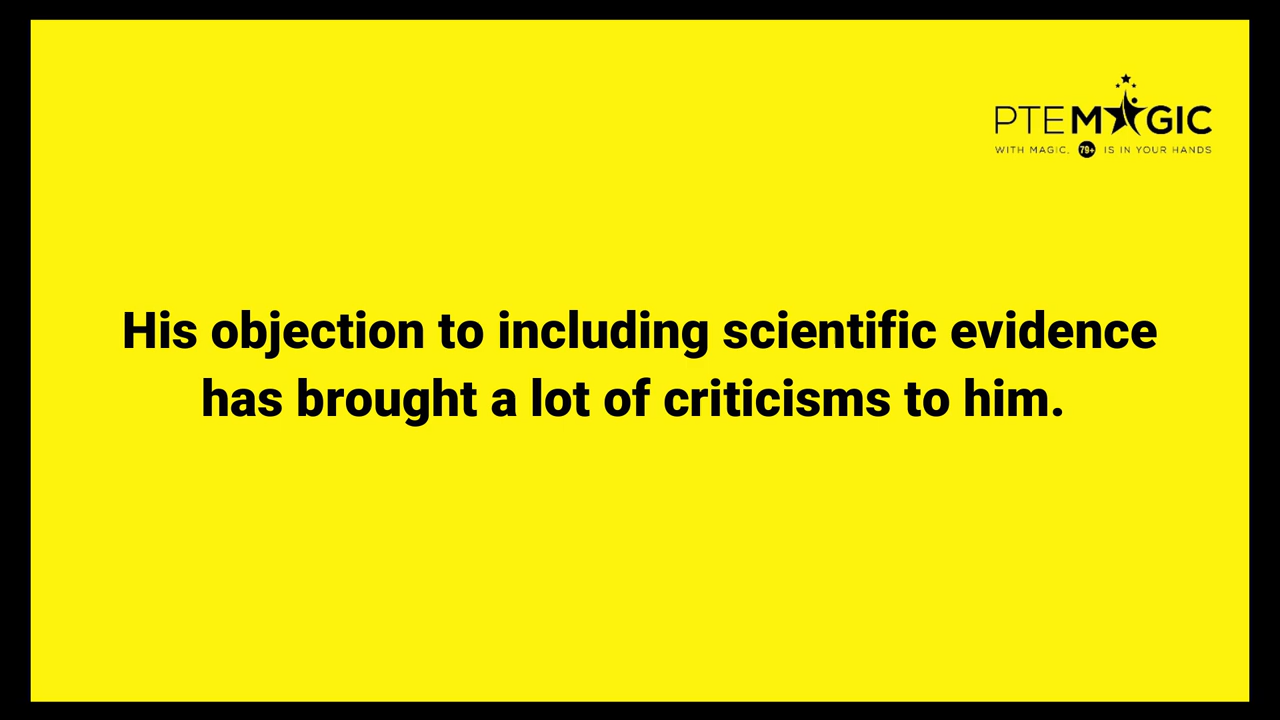 PTEMAGIC
WITH MAGIC, 79+ IS IN YOUR HANDS
His objection to including scientific evidence
has brought a lot of criticisms to him.